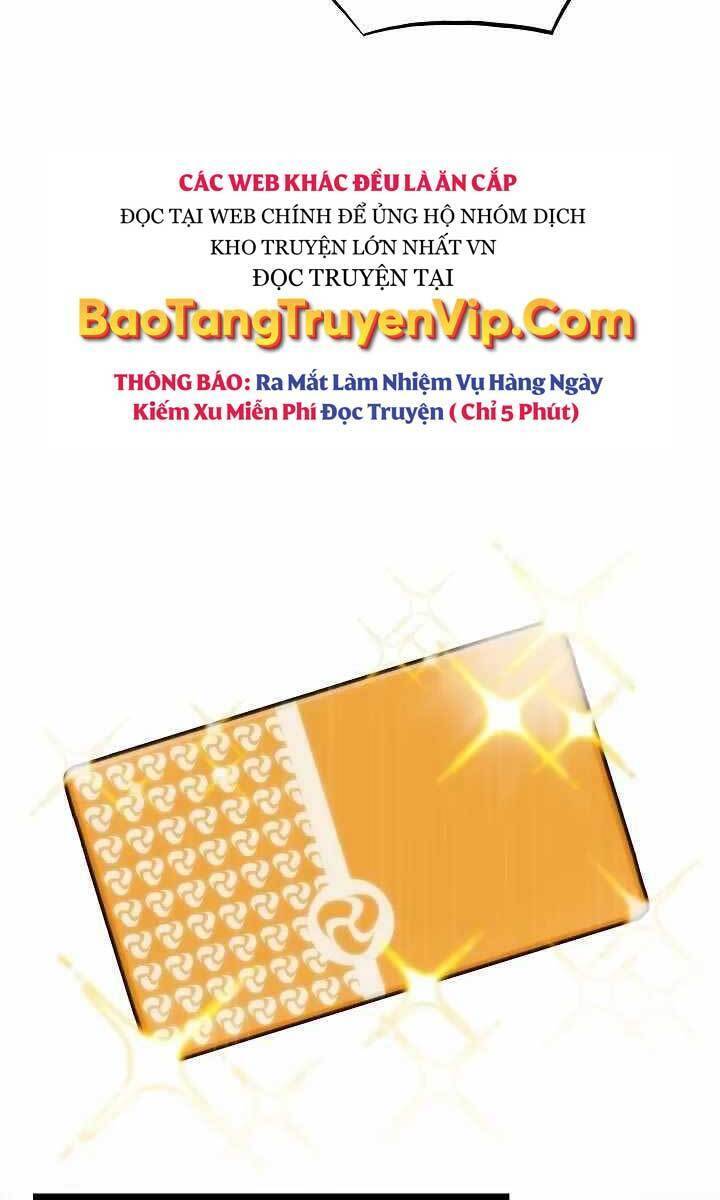 CÁC WEB KHÁC ĐỀU LÀ ĂN CẮP
ĐỌC TẠI WEB CHÍNH ĐỂ ỦNG HỘ NHÓM DỊCH
KHO TRUYỆN LỚN NHẤT VN
ĐỌC TRUYỆN TẠI
BaoTangTruyenVip.Com
THÔNG BÁO: Ra Mắt Làm Nhiệm Vụ Hàng Ngày
Kiếm Xu Miễn Phí Đọc Truyện ( Chỉ 5 Phút)